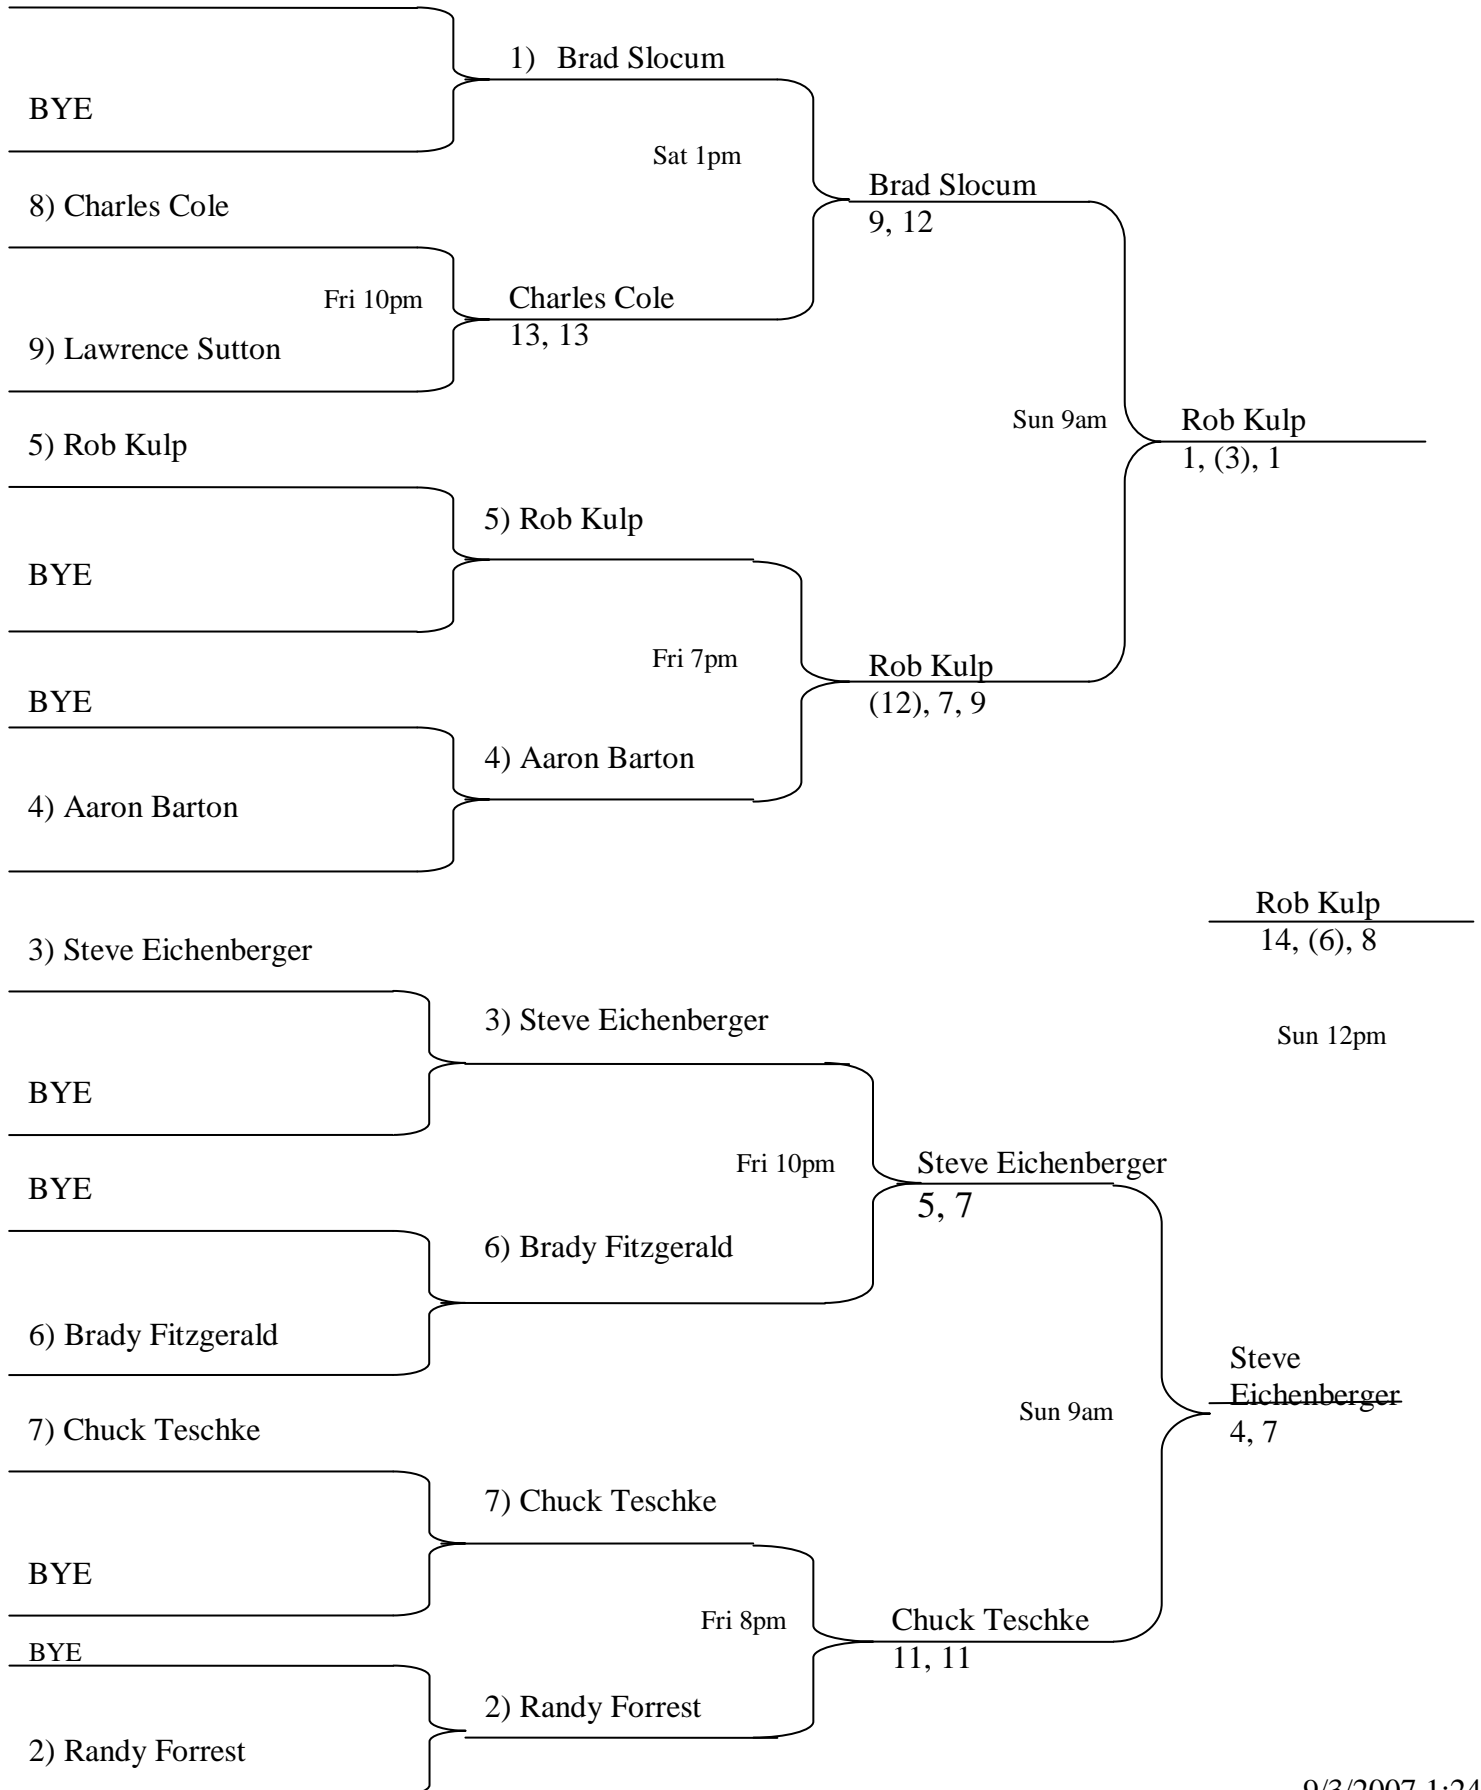 1) Brad Slocum
BYE
Sat 1pm
Brad Slocum
9, 12
8) Charles Cole
Fri 10pm
Charles Cole
13, 13
9) Lawrence Sutton
Sun 9am
Rob Kulp
1, (3), 1
5) Rob Kulp
5) Rob Kulp
BYE
Fri 7pm
Rob Kulp
(12), 7, 9
BYE
4) Aaron Barton
4) Aaron Barton
Rob Kulp
14, (6), 8
Sun 12pm
3) Steve Eichenberger
3) Steve Eichenberger
BYE
Fri 10pm
Steve Eichenberger
5, 7
BYE
6) Brady Fitzgerald
6) Brady Fitzgerald
Steve
Eichenberger
4, 7
Sun 9am
7) Chuck Teschke
7) Chuck Teschke
BYE
Fri 8pm
Chuck Teschke
11, 11
BYE
2) Randy Forrest
2) Randy Forrest
9/3/2007 1:24